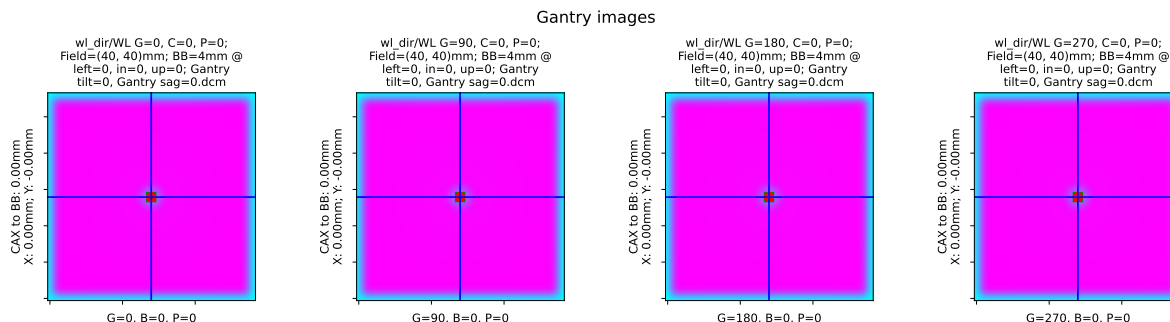 Gantry images
wl_dir/WL G=0, C=0, P=0;
Field=(40, 40)mm; BB=4mm @
left=0, in=0, up=0; Gantry
tilt=0, Gantry sag=0.dcm
CAX to BB: 0.00mm
X: 0.00mm; Y: -0.00mm
G=0, B=0, P=0
wl_dir/WL G=90, C=0, P=0;
Field=(40, 40)mm; BB=4mm @
left=0, in=0, up=0; Gantry
tilt=0, Gantry sag=0.dcm
CAX to BB: 0.00mm
X: 0.00mm; Y: -0.00mm
G=90, B=0, P=0
wl_dir/WL G=180, C=0, P=0;
Field=(40, 40)mm; BB=4mm @
left=0, in=0, up=0; Gantry
tilt=0, Gantry sag=0.dcm
CAX to BB: 0.00mm
X: 0.00mm; Y: -0.00mm
G=180, B=0, P=0
wl_dir/WL G=270, C=0, P=0;
Field=(40, 40)mm; BB=4mm @
left=0, in=0, up=0; Gantry
tilt=0, Gantry sag=0.dcm
CAX to BB: 0.00mm
X: 0.00mm; Y: -0.00mm
G=270, B=0, P=0